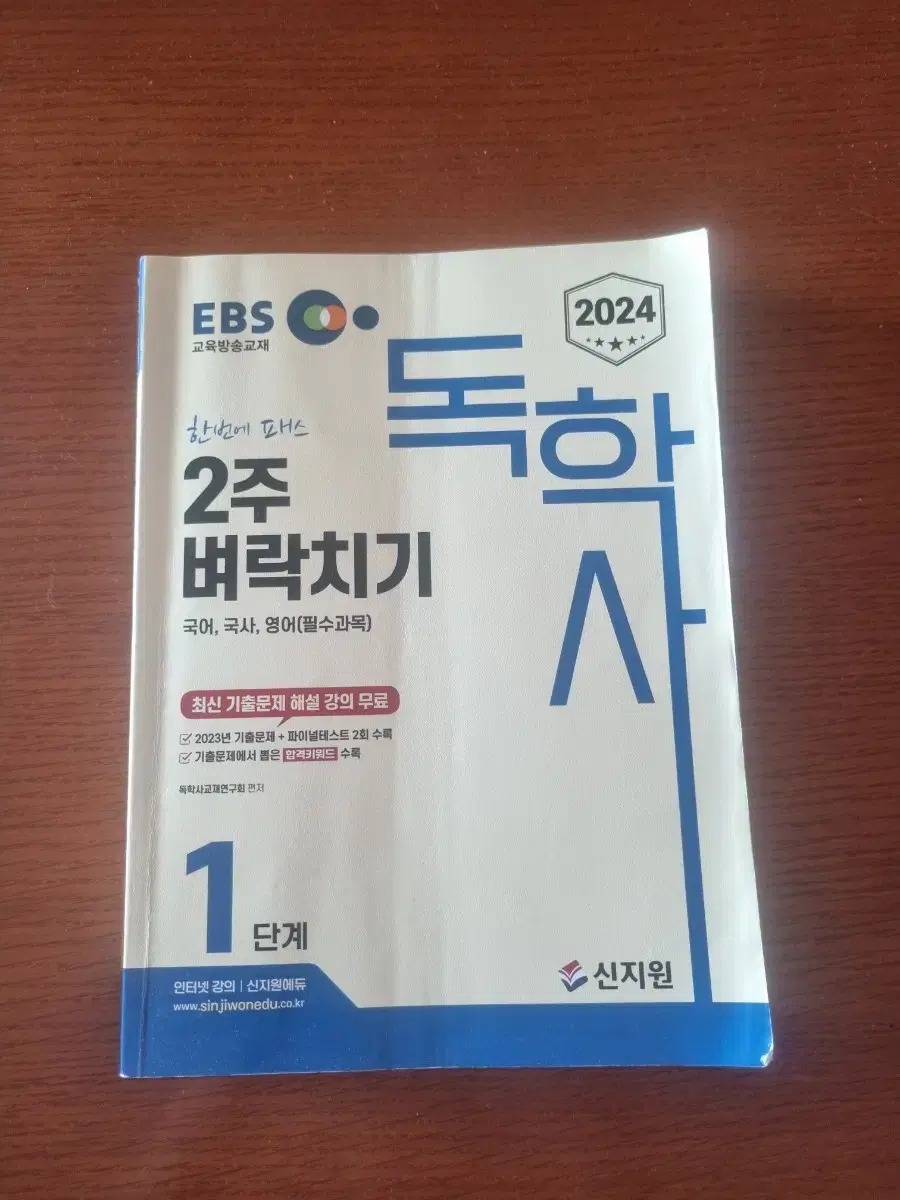 EBS
교육방송교재
2024
독학사
한번에 패스
2주
벼락치기
국어, 국사, 영어(필수과목)
최신 기출문제 해설 강의 무료
2023년 기출문제 + 파이널테스트 2회 수록
기출문제에서 뽑은 합격키워드 수록
독학사교재연구회 편저
1단계
인터넷 강의 | 신지원에듀
www.sinjiwonedu.co.kr
신지원